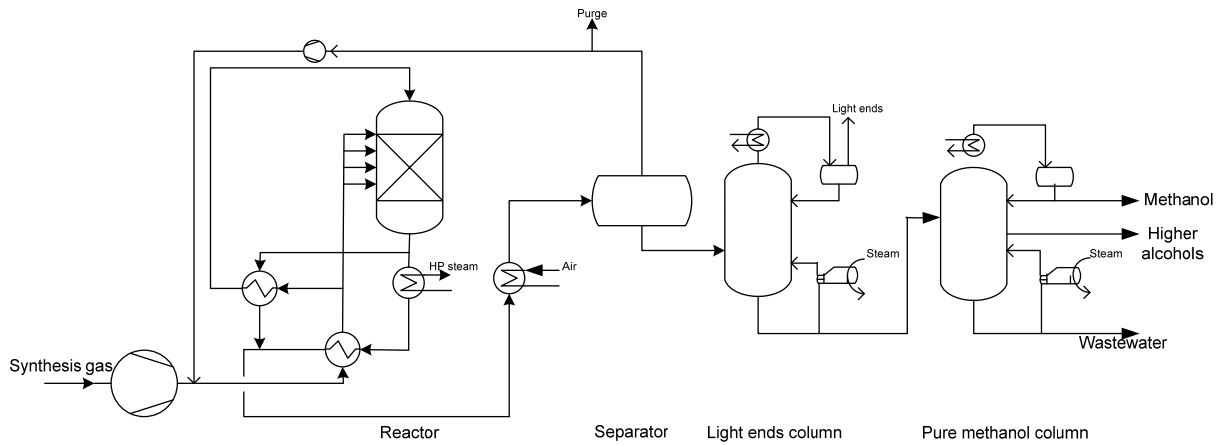 Purge
Light ends
Methanol
Higher
alcohols
HP steam
Air
Steam
Steam
Synthesis gas
Wastewater
Reactor
Separator
Light ends column
Pure methanol column